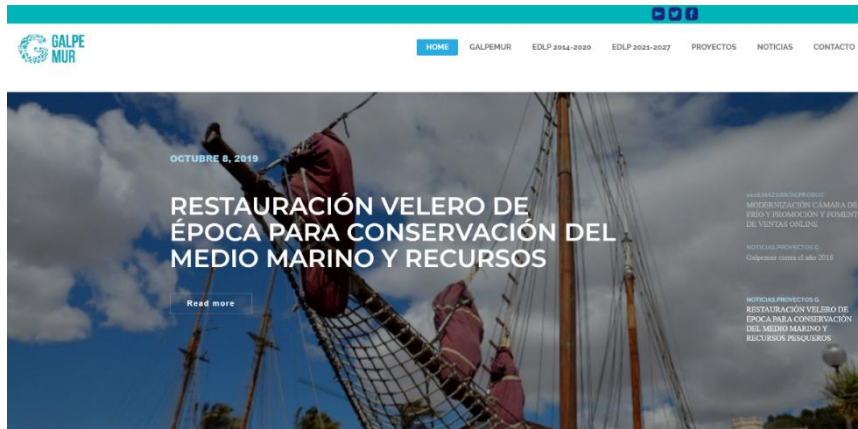 GALPE
MUR
HOME
GALPEMUR
EDLP 2014-2020
EDLP 2021-2027
PROYECTOS
NOTICIAS
CONTACTO
OCTUBRE 8, 2019
RESTAURACIÓN VELERO DE
ÉPOCA PARA CONSERVACIÓN DEL
MEDIO MARINO Y RECURSOS
Read more
MODERNIZACIÓN CÁMARA DE
FRÍO Y PROMOCIÓN Y FOMENT
DE VENTAS ONLINE
NOTICIAS,PROYECTOS G
Galpemur cierra el año 2018
NOTICIAS,PROYECTOS G
RESTAURACIÓN VELERO DE
ÉPOCA PARA CONSERVACIÓN
DEL MEDIO MARINO Y
RECURSOS PESQUEROS